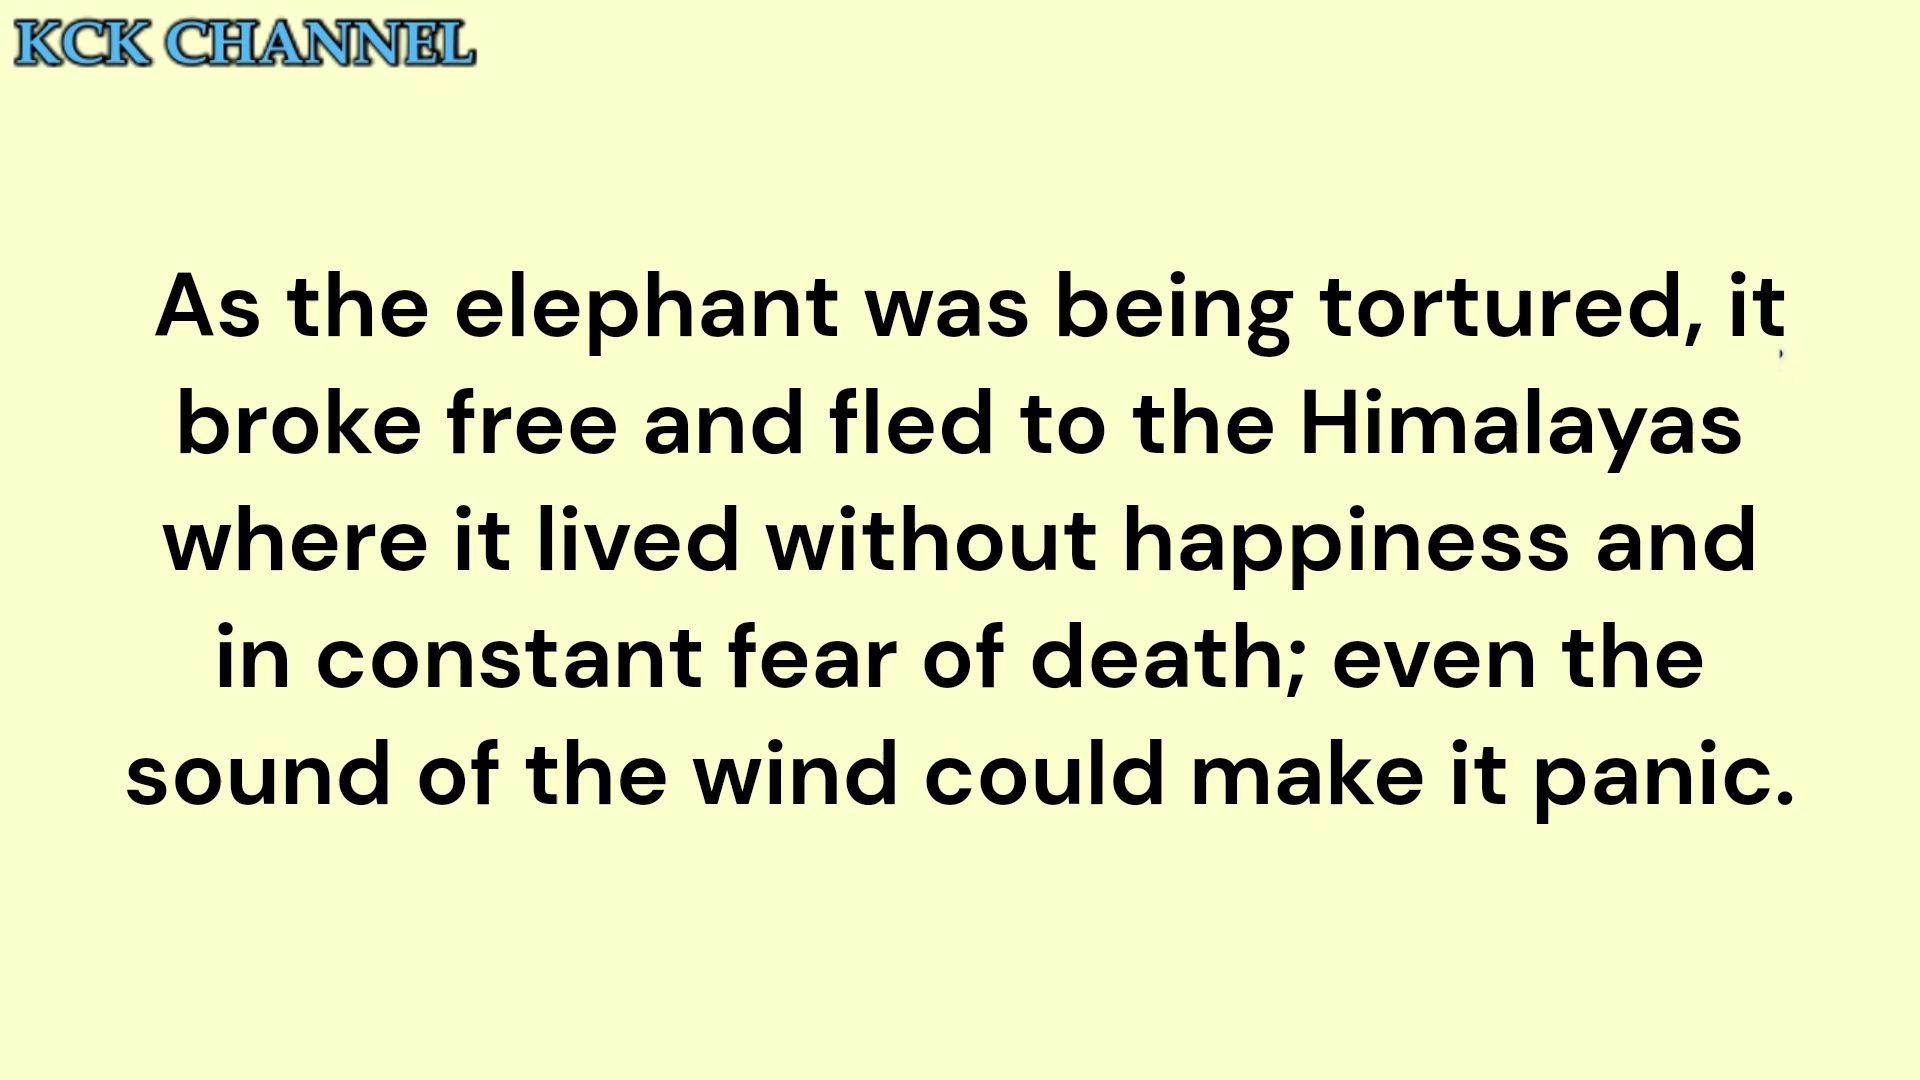 KCK CHANNEL
As the elephant was being tortured, it
broke free and fled to the Himalayas
where it lived without happiness and
in constant fear of death; even the
sound of the wind could make it panic.